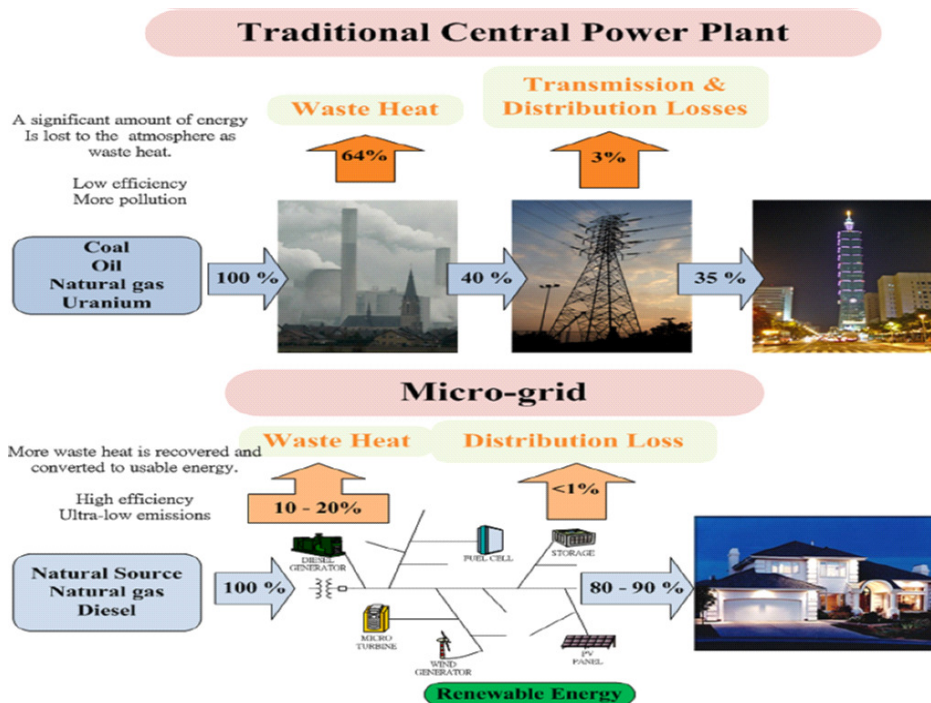 Traditional Central Power Plant
Waste Heat
Transmission &
Distribution Losses
A significant amount of energy
Is lost to the atmosphere as
waste heat.
64%
3%
Low efficiency
More pollution
Coal
Oil
Natural gas
Uranium
100 %
40 %
35 %
Micro-grid
Waste Heat
Distribution Loss
More waste heat is recovered and
converted to usable energy.
10 - 20%
<1%
High efficiency
Ultra-low emissions
DIESEL
GENERATOR
FUEL CELL
STORAGE
Natural Source
Natural gas
Diesel
100 %
80 - 90 %
MICRO
TURBINE
WIND
GENERATOR
PV
PANEL
Renewable Energy